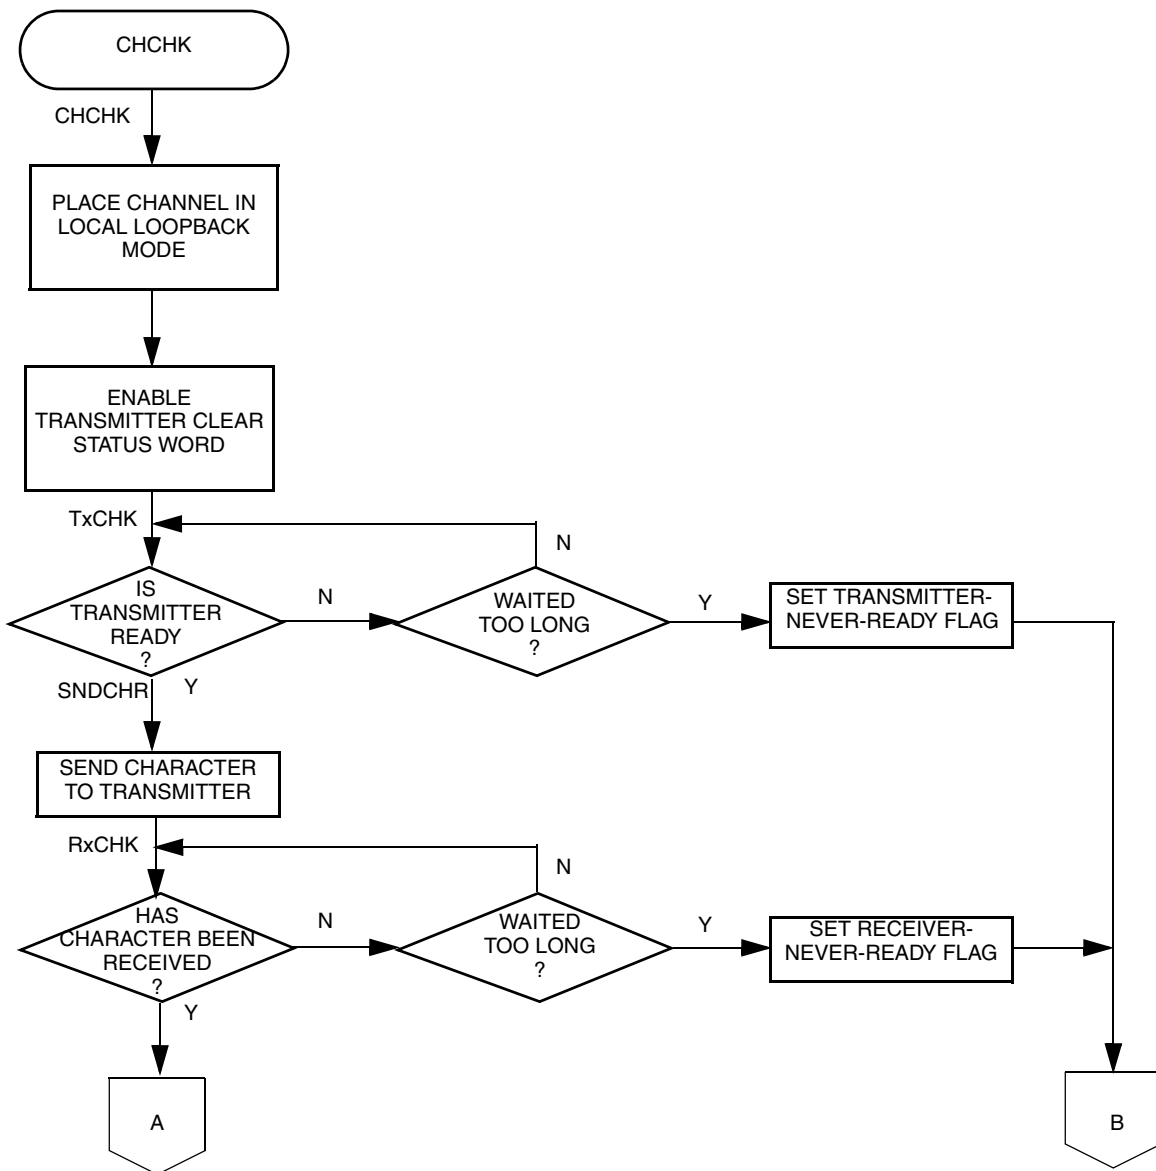 CHCHK
CHCHK
PLACE CHANNEL IN
LOCAL LOOPBACK
MODE
ENABLE
TRANSMITTER CLEAR
STATUS WORD
TxCHK
N
IS
TRANSMITTER
READY
?
N
WAITED
TOO LONG
?
Y
SET TRANSMITTER-
NEVER-READY FLAG
SNDCHR
Y
SEND CHARACTER
TO TRANSMITTER
RxCHK
N
HAS
CHARACTER BEEN
RECEIVED
?
N
WAITED
TOO LONG
?
Y
SET RECEIVER-
NEVER-READY FLAG
Y
A
B